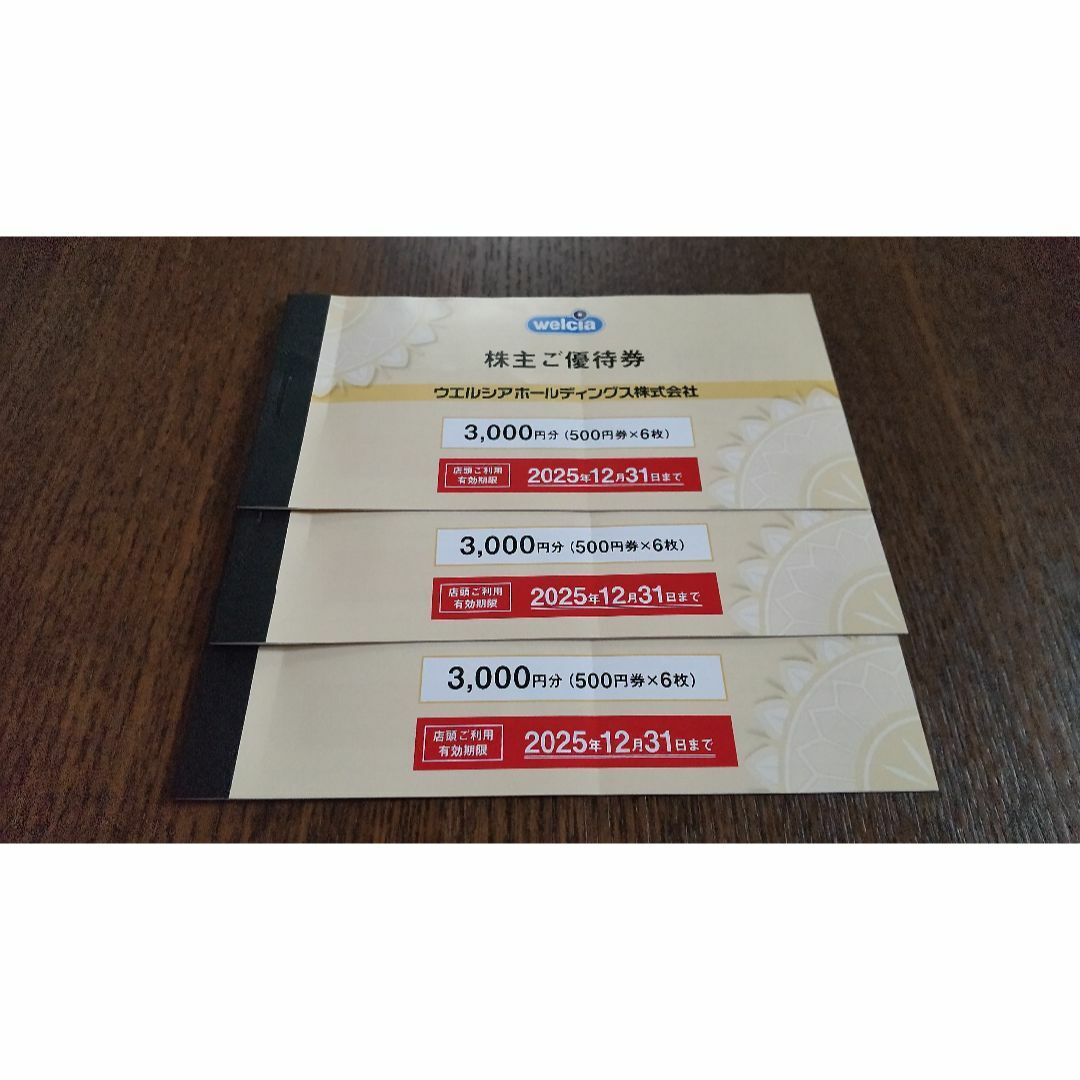 welcia
株主ご優待券
ウエルシアホールディングス株式会社
3,000円分(500円券×6枚)
店頭ご利用
有効期限
2025年12月31日まで
3,000円分(500円券×6枚)
店頭ご利用
有効期限
2025年12月31日まで
3,000円分(500円券×6枚)
店頭ご利用
有効期限
2025年12月31日まで